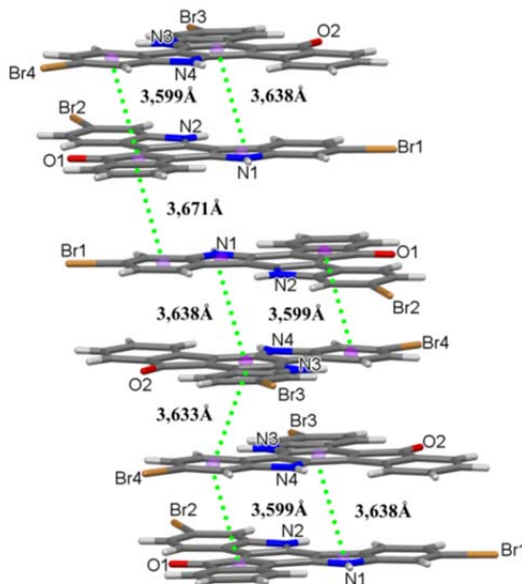 Br3
N3 O2
Br4 N4
3,599Å 3,638Å
Br2
N2
O1 Br1
N1
3,671Å
Br1 N1 O1
N2
Br2
3,638Å 3,599Å
N4 Br4
N3
O2 Br3
3,633Å
Br3
N3 O2
Br4 N4
3,599Å 3,638Å
Br2
N2 Br1
O1
N1